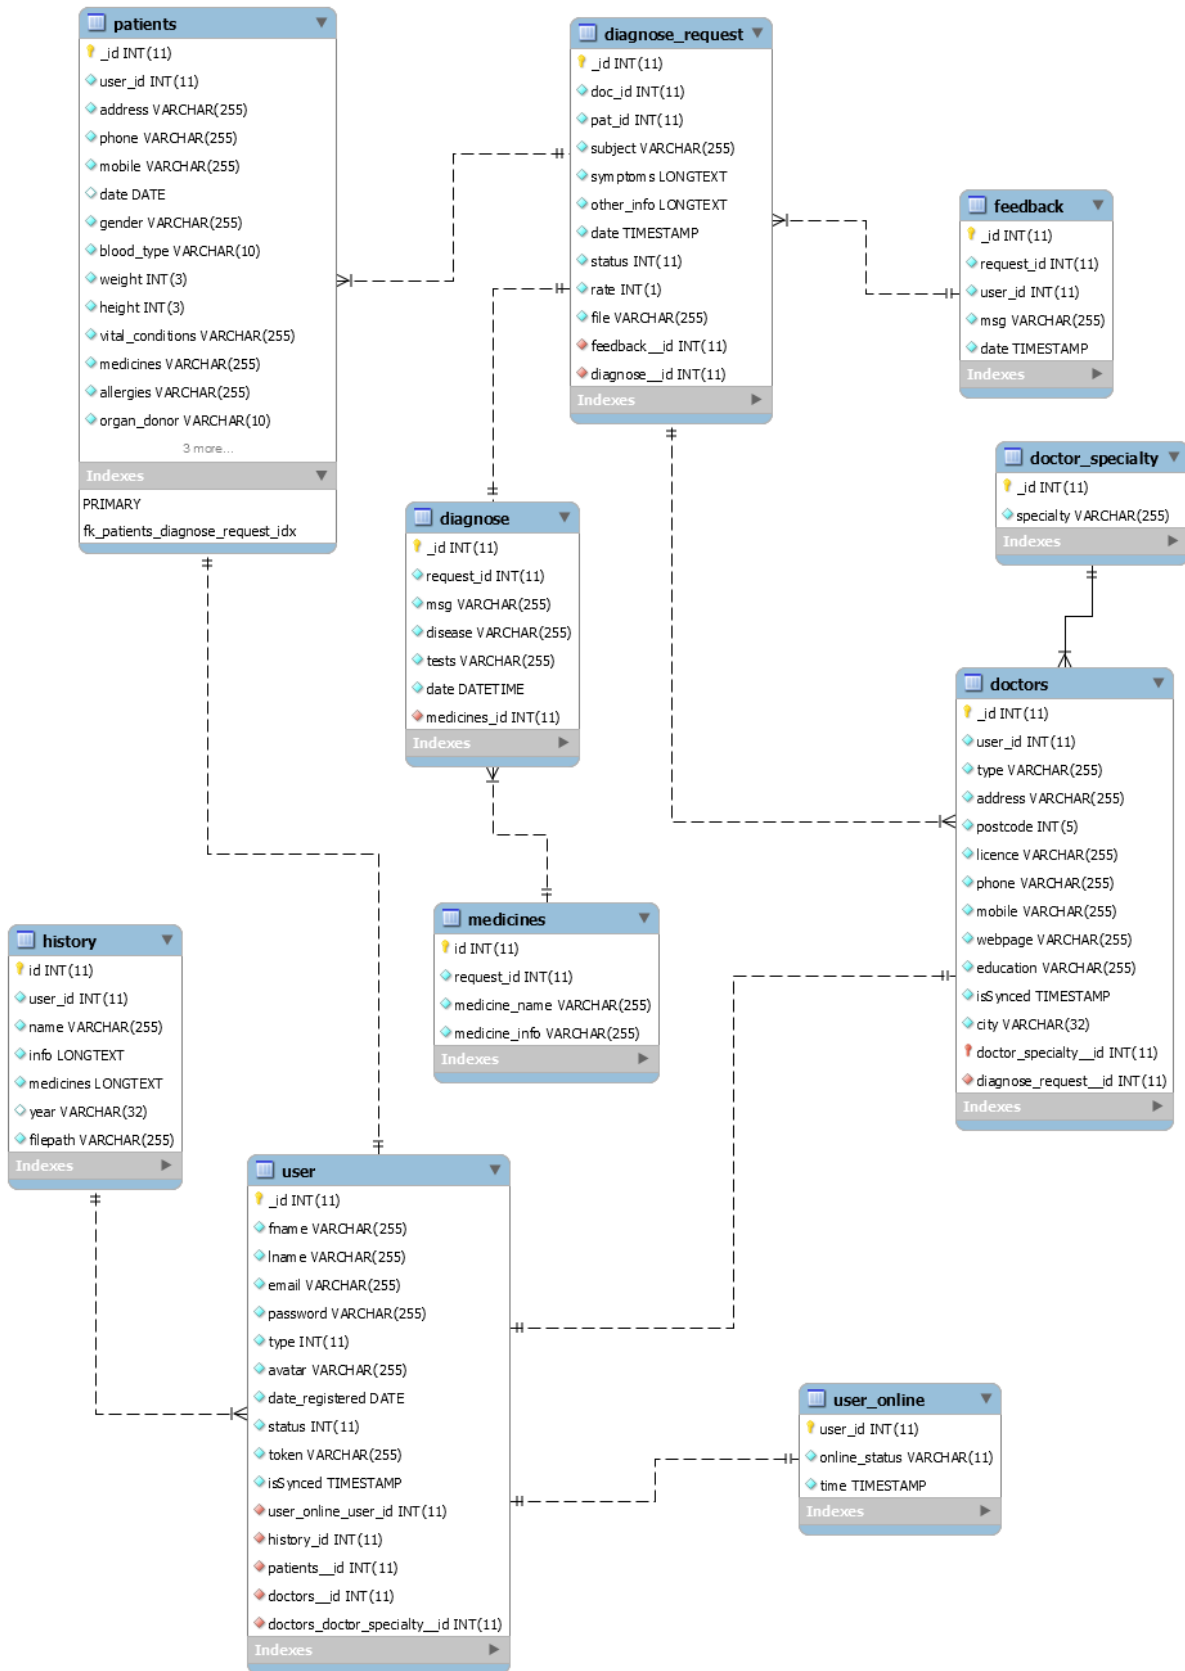 patients
_id INT(11)
user_id INT(11)
address VARCHAR(255)
phone VARCHAR(255)
mobile VARCHAR(255)
date DATE
gender VARCHAR(255)
blood_type VARCHAR(10)
weight INT(3)
height INT(3)
vital_conditions VARCHAR(255)
medicines VARCHAR(255)
allergies VARCHAR(255)
organ_donor VARCHAR(10)
3 more...
Indexes
PRIMARY
fk_patients_diagnose_request_idx
diagnose_request
_id INT(11)
doc_id INT(11)
pat_id INT(11)
subject VARCHAR(255)
symptoms LONGTEXT
other_info LONGTEXT
date TIMESTAMP
status INT(11)
rate INT(1)
file VARCHAR(255)
feedback__id INT(11)
diagnose__id INT(11)
Indexes
feedback
_id INT(11)
request_id INT(11)
user_id INT(11)
msg VARCHAR(255)
date TIMESTAMP
Indexes
doctor_specialty
_id INT(11)
specialty VARCHAR(255)
Indexes
diagnose
_id INT(11)
request_id INT(11)
msg VARCHAR(255)
disease VARCHAR(255)
tests VARCHAR(255)
date DATETIME
medicines_id INT(11)
Indexes
doctors
_id INT(11)
user_id INT(11)
type VARCHAR(255)
address VARCHAR(255)
postcode INT(5)
licence VARCHAR(255)
phone VARCHAR(255)
mobile VARCHAR(255)
webpage VARCHAR(255)
education VARCHAR(255)
isSynced TIMESTAMP
city VARCHAR(32)
doctor_specialty__id INT(11)
diagnose_request__id INT(11)
Indexes
medicines
id INT(11)
request_id INT(11)
medicine_name VARCHAR(255)
medicine_info VARCHAR(255)
Indexes
history
id INT(11)
user_id INT(11)
name VARCHAR(255)
info LONGTEXT
medicines LONGTEXT
year VARCHAR(32)
filepath VARCHAR(255)
Indexes
user
_id INT(11)
fname VARCHAR(255)
lname VARCHAR(255)
email VARCHAR(255)
password VARCHAR(255)
type INT(11)
avatar VARCHAR(255)
date_registered DATE
status INT(11)
token VARCHAR(255)
isSynced TIMESTAMP
user_online_user_id INT(11)
history_id INT(11)
patients__id INT(11)
doctors__id INT(11)
doctors_doctor_specialty__id INT(11)
Indexes
user_online
user_id INT(11)
online_status VARCHAR(11)
time TIMESTAMP
Indexes